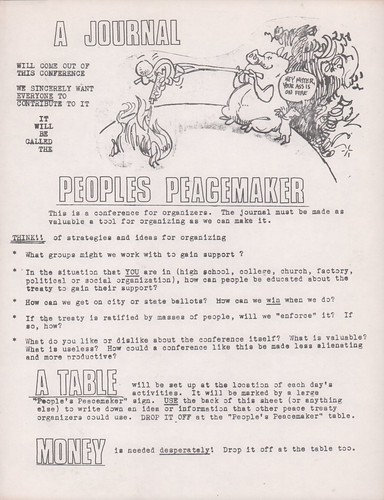 A JOURNAL
WILL COME OUT OF
THIS CONFERENCE
WE SINCERELY WANT
EVERYONE TO
CONTRIBUTE TO IT
IT
WILL
BE
CALLED
THE
HEY MISTER,
YOUR ASS IS
ON FIRE!
PEOPLES PEACEMAKER
This is a conference for organizers. The journal must be made as
valuable a tool for organizing as we can make it.
THINK!! of strategies and ideas for organizing
* What groups might we work with to gain support ?
* In the situation that YOU are in (high school, college, church, factory,
political or social organization), how can people be educated about the
treaty to gain their support?
* How can we get on city or state ballots? How can we win when we do?
* If the treaty is ratified by masses of people, will we "enforce" it? If
so, how?
* What do you like or dislike about the conference itself? What is valuable?
What is useless? How could a conference like this be made less alienating
and more productive?
A TABLE will be set up at the location of each day's
activities. It will be marked by a large
"People's Peacemaker" sign. USE the back of this sheet (or anything
else) to write down an idea or information that other peace treaty
organizers could use. DROP IT OFF at the "People's Peacemaker" table.
MONEY is needed desperately! Drop it off at the table too.